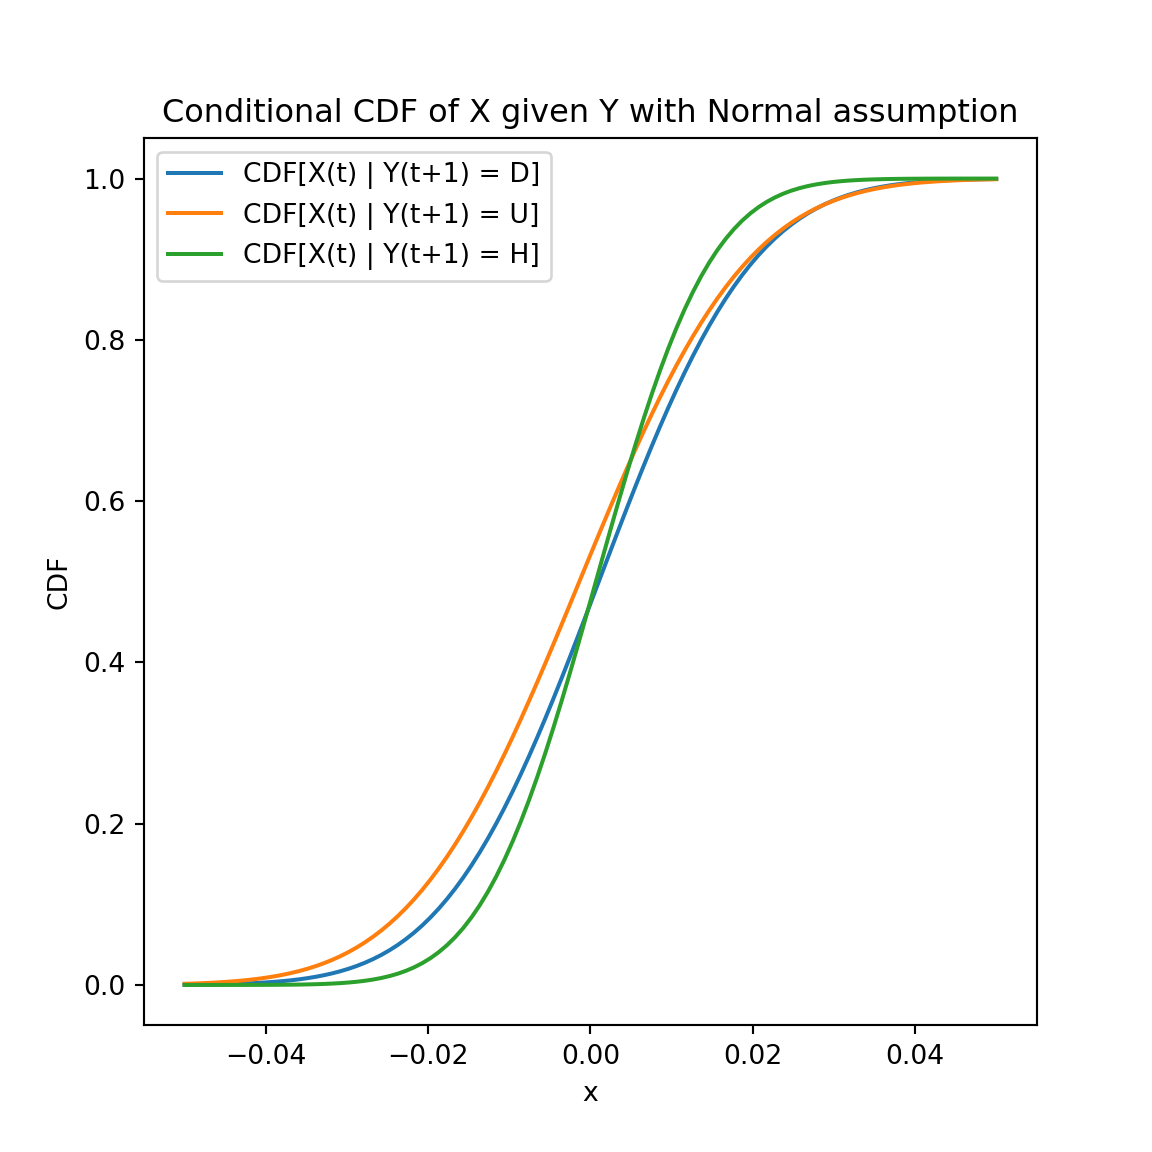 Conditional CDF of X given Y with Normal assumption
CDF[X(t) | Y(t+1) = D]
CDF[X(t) | Y(t+1) = U]
CDF[X(t) | Y(t+1) = H]
1.0
0.8
0.6
0.4
0.2
0.0
CDF
−0.04 −0.02 0.00 0.02 0.04
x